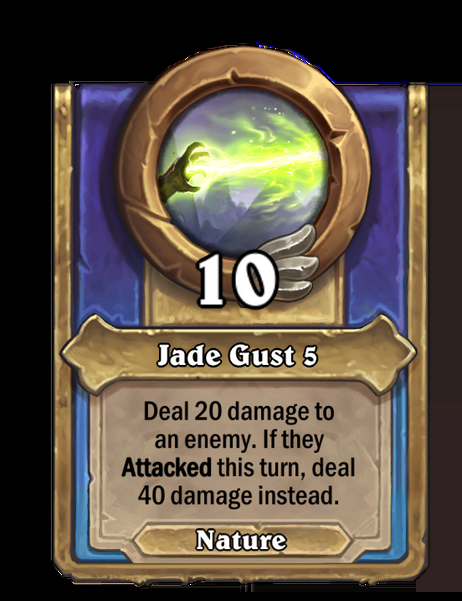 10
Jade Gust 5
Deal 20 damage to
an enemy. If they
Attacked this turn, deal
40 damage instead.
Nature